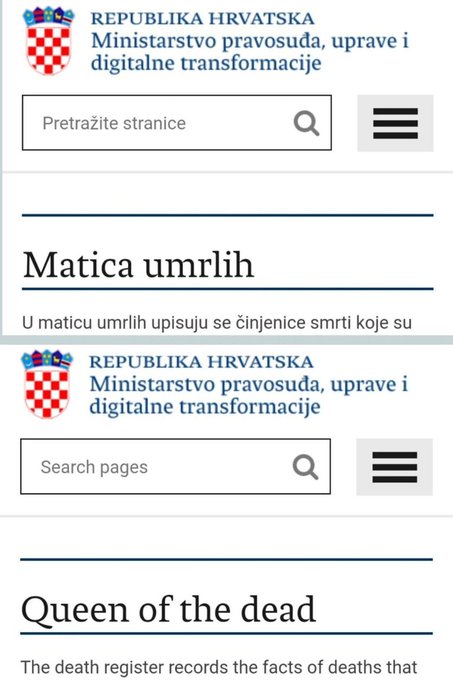 REPUBLIKA HRVATSKA
Ministarstvo pravosuđa, uprave i
digitalne transformacije
Pretražite stranice
Matica umrlih
U maticu umrlih upisuju se činjenice smrti koje su
REPUBLIKA HRVATSKA
Ministarstvo pravosuđa, uprave i
digitalne transformacije
Search pages
Queen of the dead
The death register records the facts of deaths that